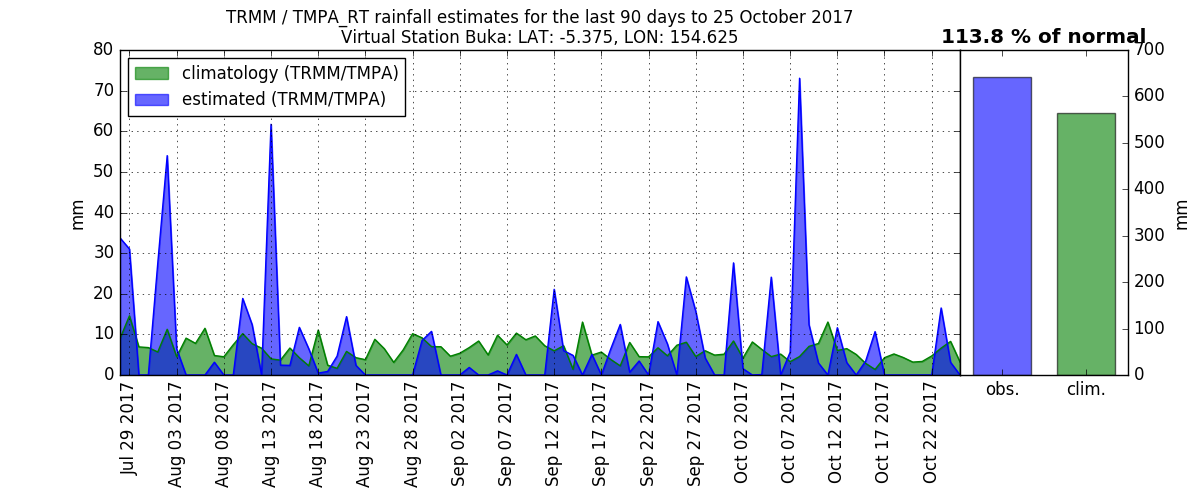 TRMM / TMPA_RT rainfall estimates for the last 90 days to 25 October 2017
Virtual Station Buka: LAT: -5.375, LON: 154.625
113.8 % of normal
climatology (TRMM/TMPA)
estimated (TRMM/TMPA)
80
70
60
50
40
30
20
10
0
mm
Jul 29 2017
Aug 03 2017
Aug 08 2017
Aug 13 2017
Aug 18 2017
Aug 23 2017
Aug 28 2017
Sep 02 2017
Sep 07 2017
Sep 12 2017
Sep 17 2017
Sep 22 2017
Sep 27 2017
Oct 02 2017
Oct 07 2017
Oct 12 2017
Oct 17 2017
Oct 22 2017
obs.
clim.
700
600
500
400
300
200
100
0
mm